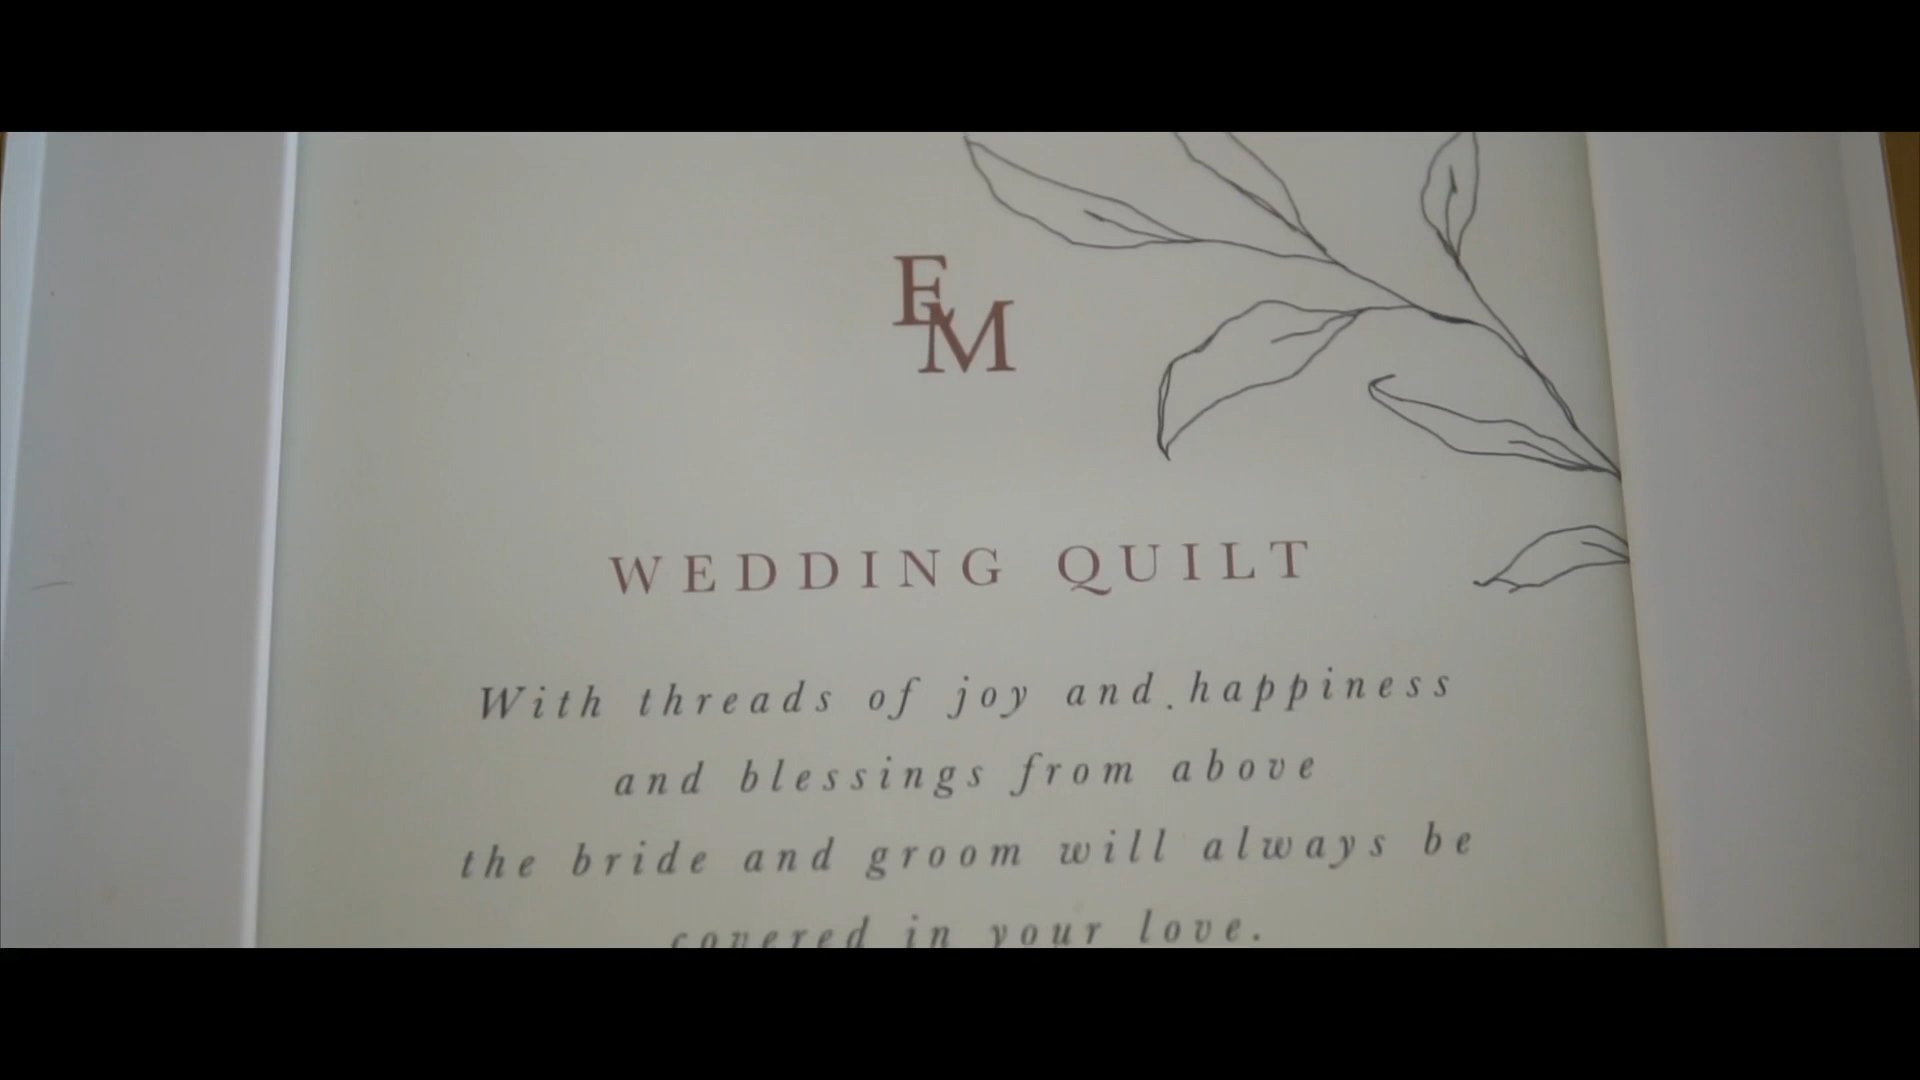 EM
WEDDING QUILT
With threads of joy and happiness
and blessings from above
the bride and groom will always be
covered in your love.